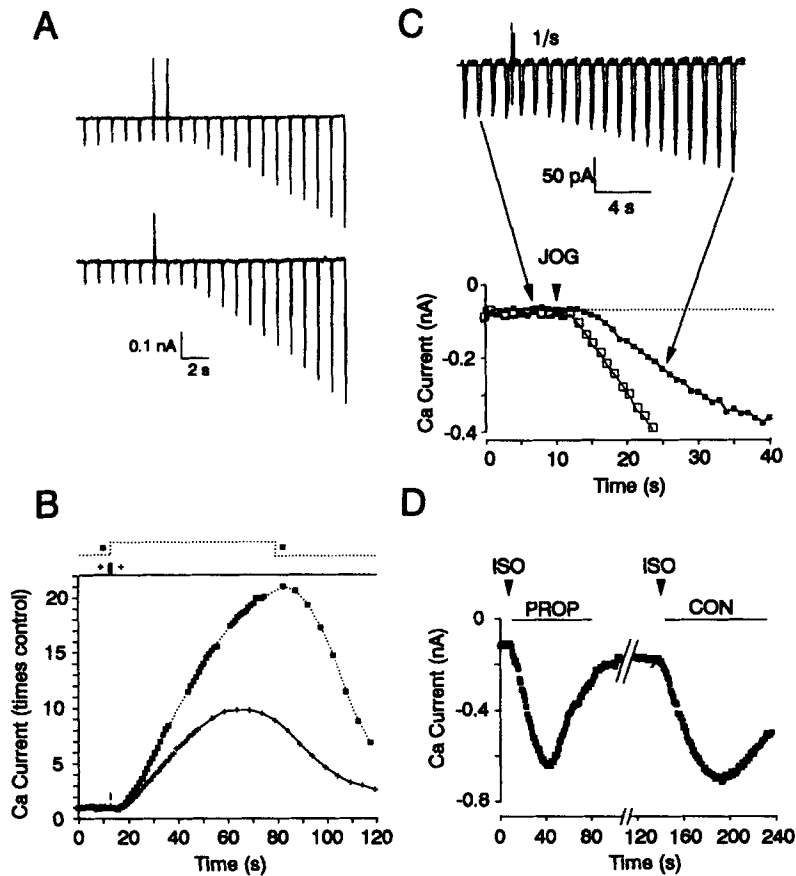 A
0.1 nA
2 s
C
1/s
50 pA
4 s
JOG
0
-0.2
-0.4
Ca Current (nA)
0 10 20 30 40
Time (s)
B
+ +
20
15
10
5
0
Ca Current (times control)
0 20 40 60 80 100 120
Time (s)
D
ISO ISO
PROP CON
0
-0.4
-0.8
Ca Current (nA)
0 40 80 120 160 200 240
Time (s)